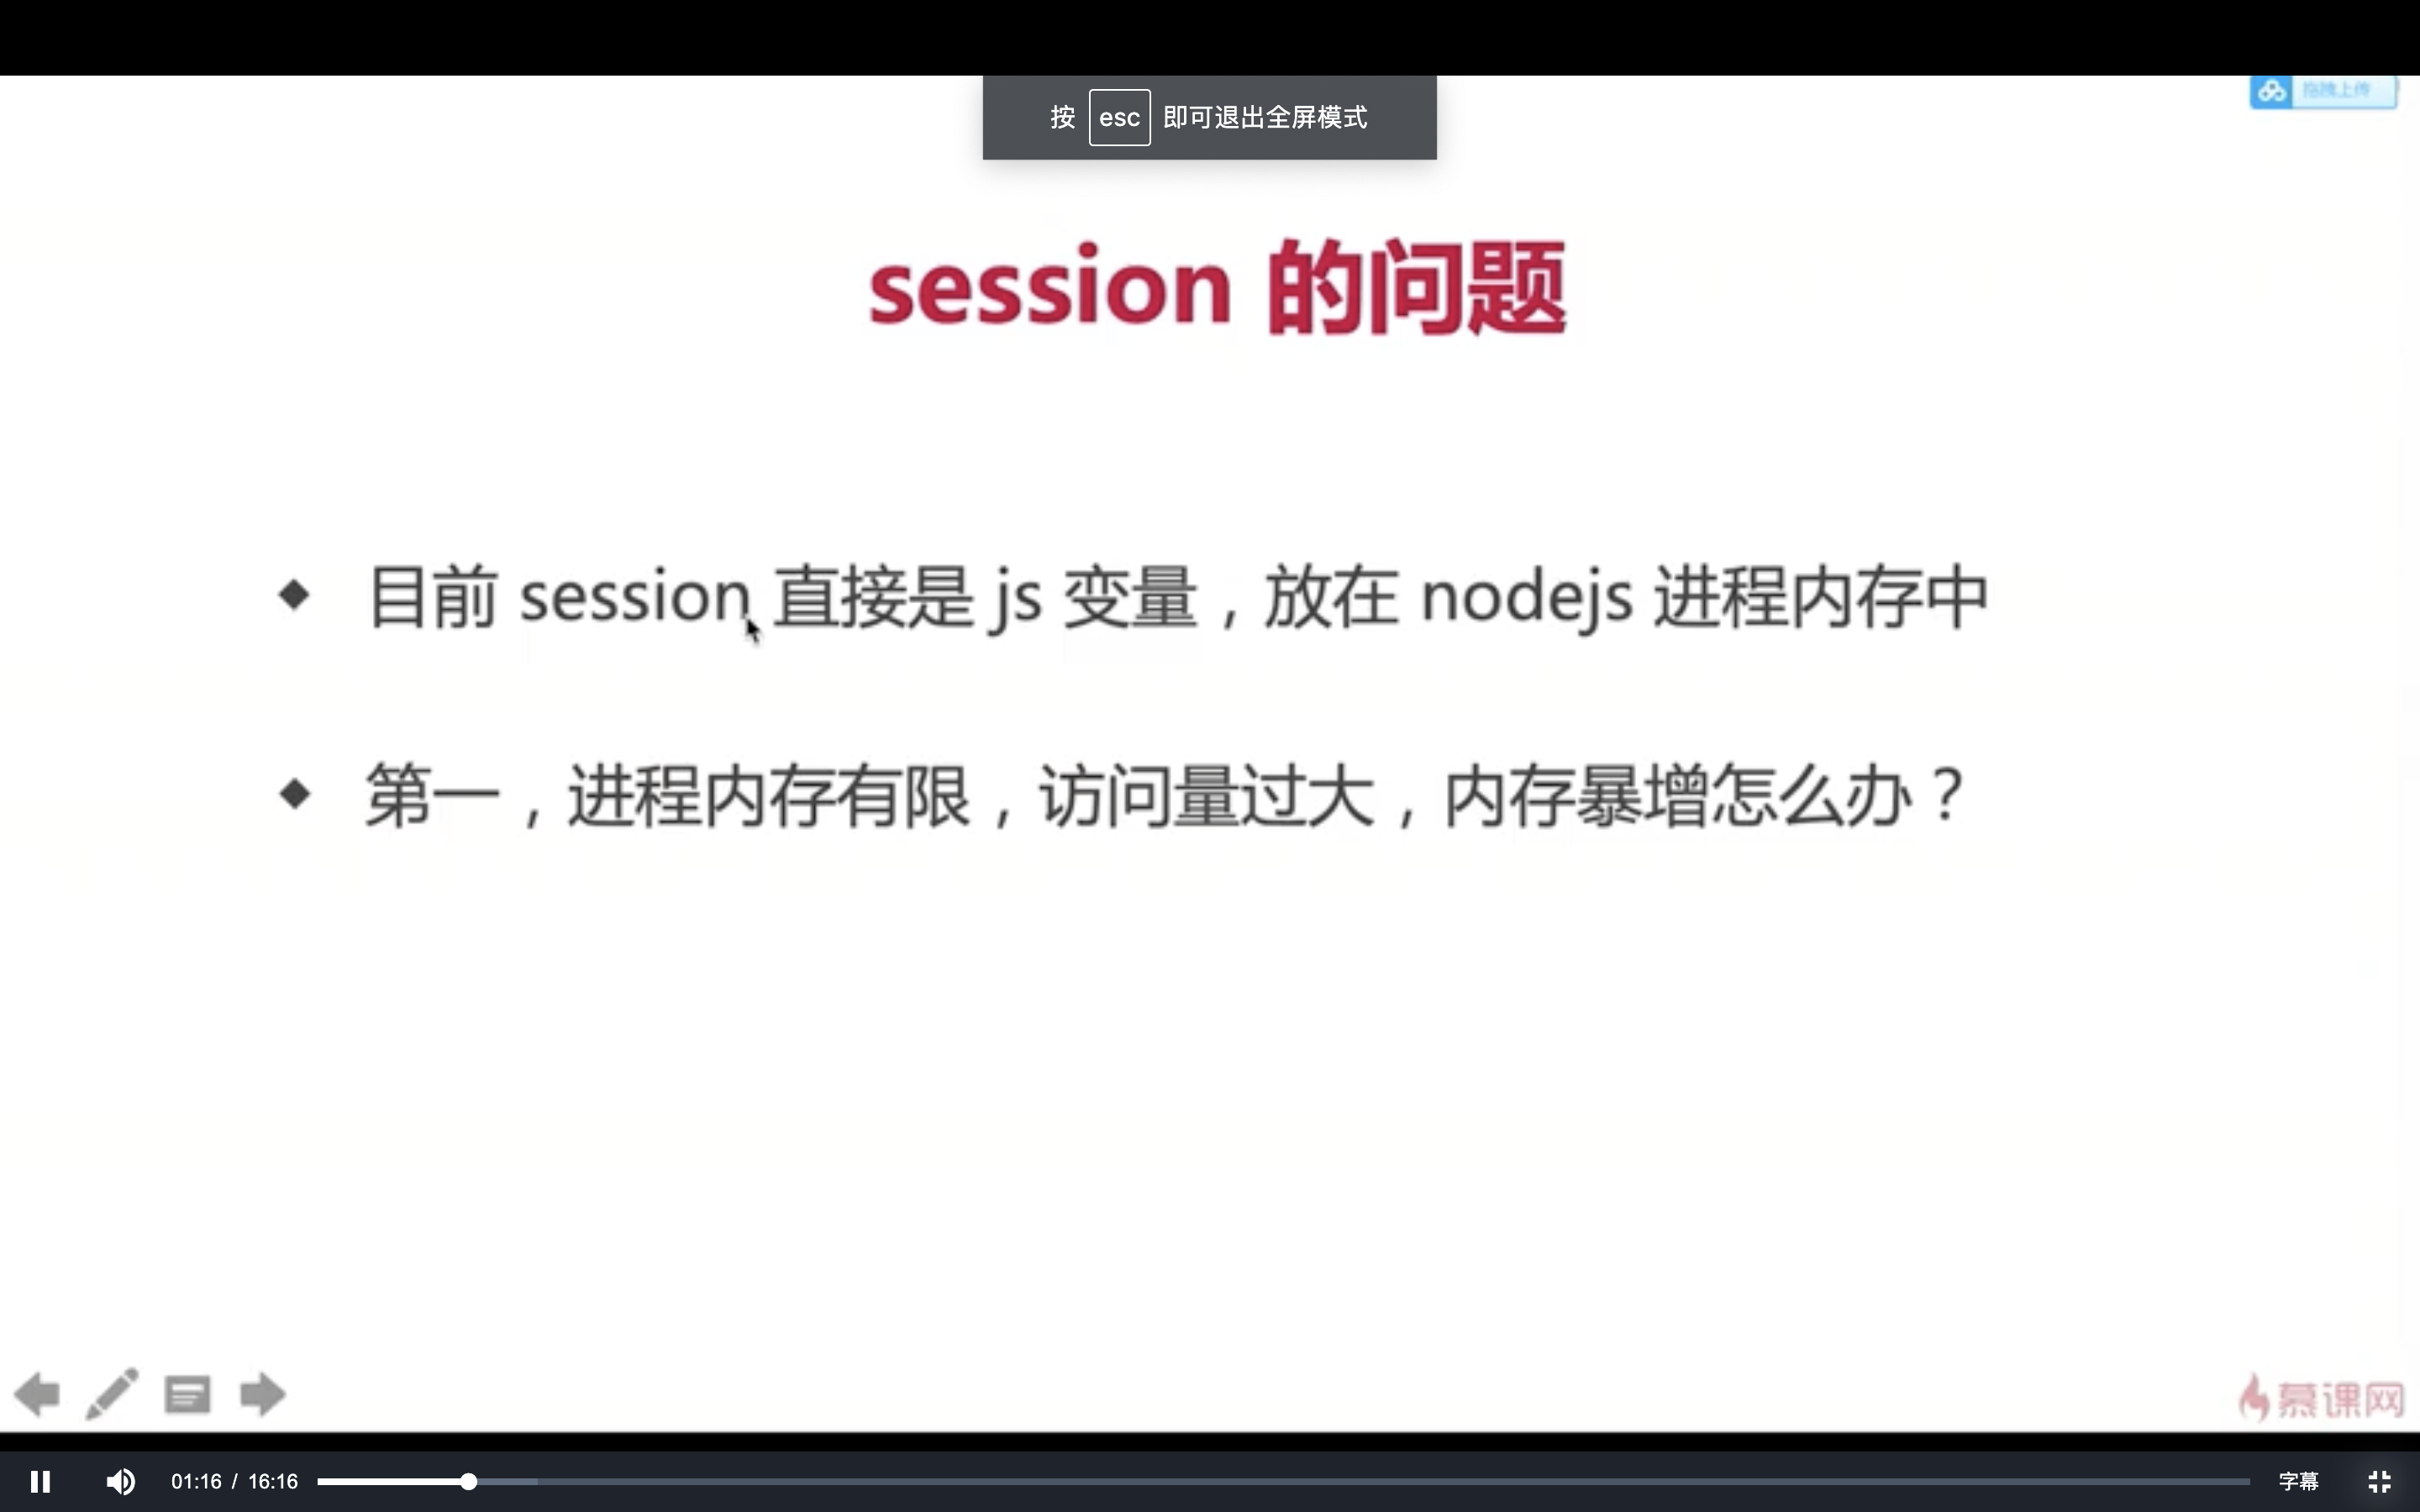 拖拽上传
按 esc 即可退出全屏模式
session 的问题
◆ 目前 session 直接是 js 变量，放在 nodejs 进程内存中
◆ 第一，进程内存有限，访问量过大，内存暴增怎么办？
慕课网
01:16 / 16:16
字幕